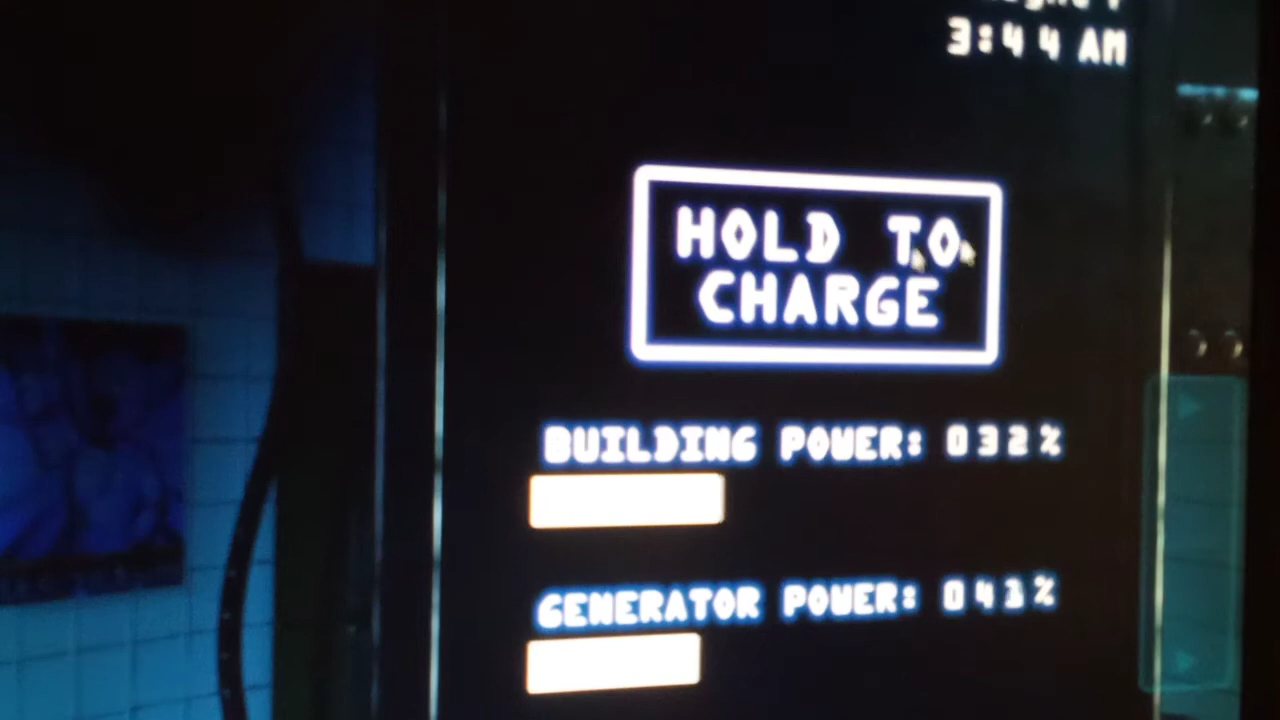 3:44 AM
HOLD TO
CHARGE
BUILDING POWER: 032%
GENERATOR POWER: 041%